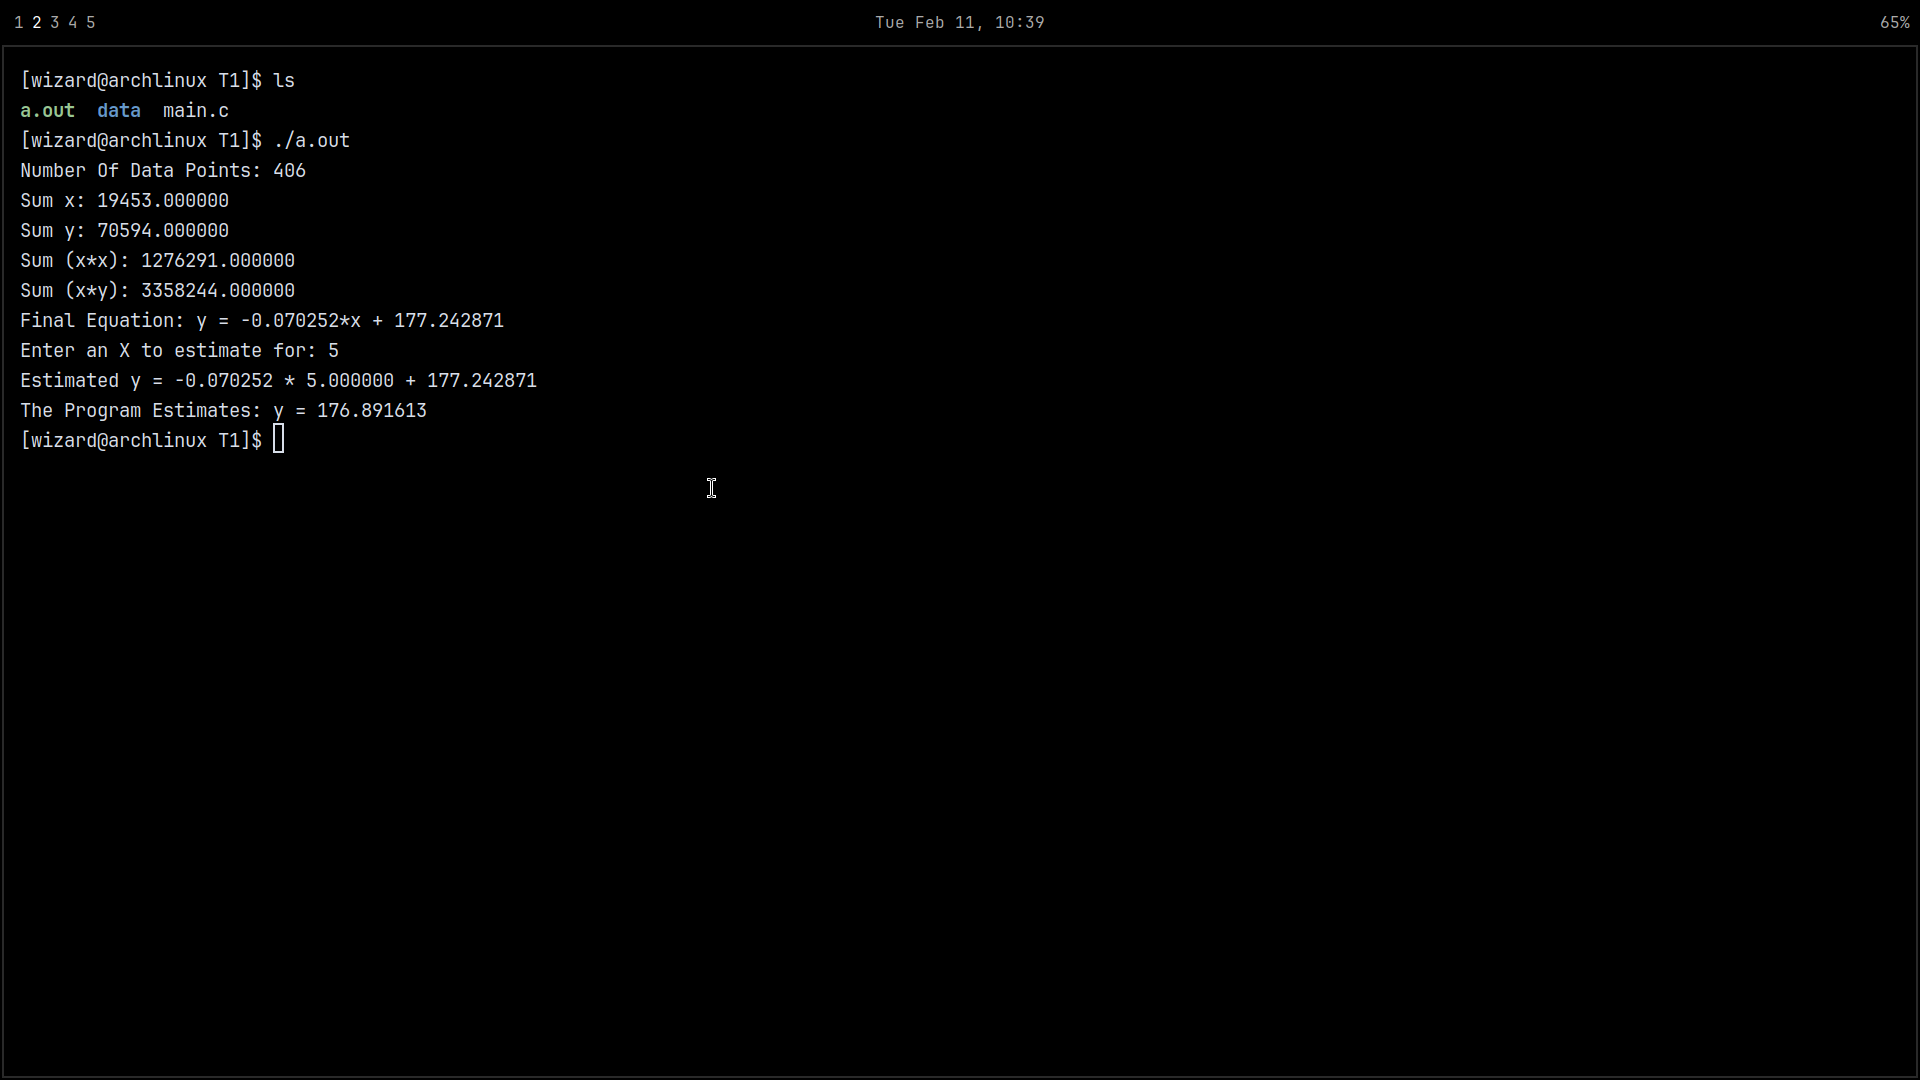 1 2 3 4 5
Tue Feb 11, 10:39
65%
[wizard@archlinux T1]$ ls
a.out  data  main.c
[wizard@archlinux T1]$ ./a.out
Number Of Data Points: 406
Sum x: 19453.000000
Sum y: 70594.000000
Sum (x*x): 1276291.000000
Sum (x*y): 3358244.000000
Final Equation: y = -0.070252*x + 177.242871
Enter an X to estimate for: 5
Estimated y = -0.070252 * 5.000000 + 177.242871
The Program Estimates: y = 176.891613
[wizard@archlinux T1]$